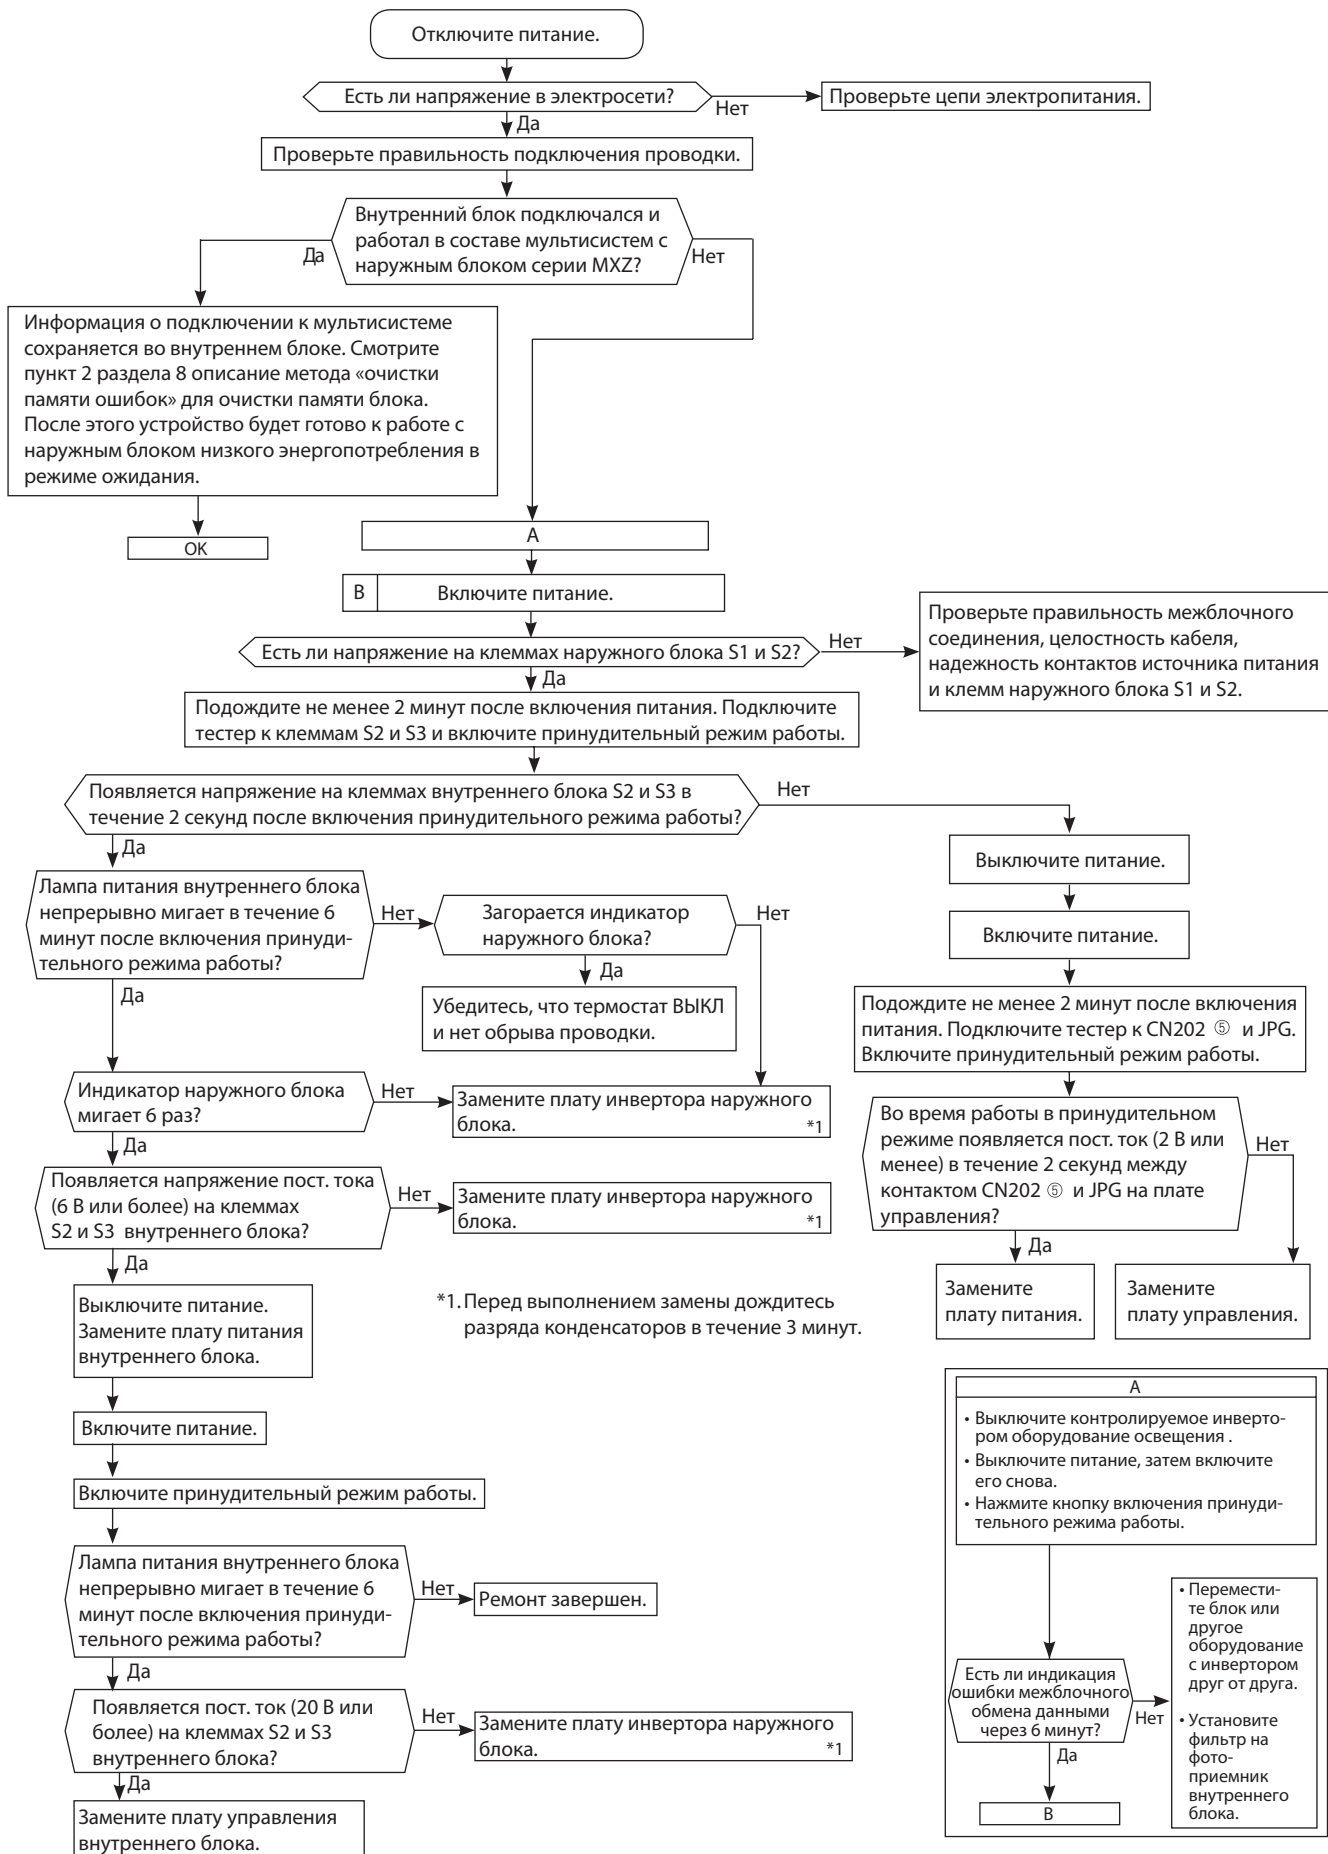 Отключите питание.
Есть ли напряжение в электросети?
Нет
Проверьте цепи электропитания.
Да
Проверьте правильность подключения проводки.
Внутренний блок подключался и
работал в составе мультисистем с
наружным блоком серии MXZ?
Да
Нет
Информация о подключении к мультисистеме
сохраняется во внутреннем блоке. Смотрите
пункт 2 раздела 8 описание метода «очистки
памяти ошибок» для очистки памяти блока.
После этого устройство будет готово к работе с
наружным блоком низкого энергопотребления в
режиме ожидания.
OK
A
B
Включите питание.
Есть ли напряжение на клеммах наружного блока S1 и S2?
Нет
Проверьте правильность межблочного
соединения, целостность кабеля,
надежность контактов источника питания
и клемм наружного блока S1 и S2.
Да
Подождите не менее 2 минут после включения питания. Подключите
тестер к клеммам S2 и S3 и включите принудительный режим работы.
Появляется напряжение на клеммах внутреннего блока S2 и S3 в
течение 2 секунд после включения принудительного режима работы?
Нет
Да
Лампа питания внутреннего блока
непрерывно мигает в течение 6
минут после включения принуди-
тельного режима работы?
Нет
Загорается индикатор
наружного блока?
Нет
Да
Убедитесь, что термостат ВЫКЛ
и нет обрыва проводки.
Да
Индикатор наружного блока
мигает 6 раз?
Нет
Замените плату инвертора наружного
блока. *1
Да
Появляется напряжение пост. тока
(6 В или более) на клеммах
S2 и S3 внутреннего блока?
Нет
Замените плату инвертора наружного
блока. *1
Да
Выключите питание.
Замените плату питания
внутреннего блока.
*1. Перед выполнением замены дождитесь
разряда конденсаторов в течение 3 минут.
Включите питание.
Включите принудительный режим работы.
Лампа питания внутреннего блока
непрерывно мигает в течение 6
минут после включения принуди-
тельного режима работы?
Нет
Ремонт завершен.
Да
Появляется пост. ток (20 В или
более) на клеммах S2 и S3
внутреннего блока?
Нет
Замените плату инвертора наружного
блока. *1
Да
Замените плату управления
внутреннего блока.
Выключите питание.
Включите питание.
Подождите не менее 2 минут после включения
питания. Подключите тестер к CN202 ⑤ и JPG.
Включите принудительный режим работы.
Во время работы в принудительном
режиме появляется пост. ток (2 В или
менее) в течение 2 секунд между
контактом CN202 ⑤ и JPG на плате
управления?
Нет
Да
Замените
плату питания.
Замените
плату управления.
A
• Выключите контролируемое инверто-
ром оборудование освещения .
• Выключите питание, затем включите
его снова.
• Нажмите кнопку включения принуди-
тельного режима работы.
Есть ли индикация
ошибки межблочного
обмена данными
через 6 минут?
Нет
• Перемести-
те блок или
другое
оборудование
с инвертором
друг от друга.
• Установите
фильтр на
фото-
приемник
внутреннего
блока.
Да
B